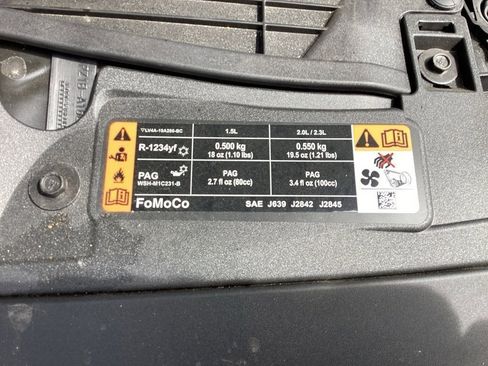 ▽LV4A-19A286-BC 1.5L 2.0L / 2.3L
R-1234yf 0.500 kg 0.550 kg
18 oz (1.10 lbs) 19.5 oz (1.21 lbs)
PAG PAG PAG
WSH-M1C231-B 2.7 fl oz (80cc) 3.4 fl oz (100cc)
FoMoCo SAE J639 J2842 J2845